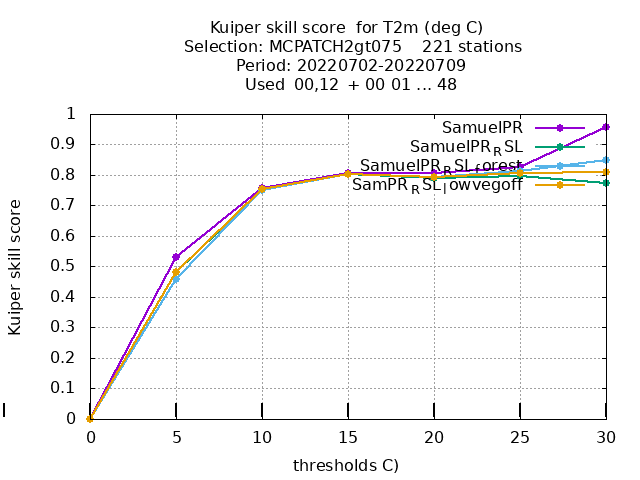 Kuiper skill score  for T2m (deg C)
Selection: MCPATCH2gt075    221 stations
Period: 20220702-20220709
Used  00,12  + 00 01 ... 48
Kuiper skill score
1
0.9
0.8
0.7
0.6
0.5
0.4
0.3
0.2
0.1
0
SamuelPR
SamuelPR_RSL
SamuelPR_RSL_forest
SamPR_RSL_lowvegoff
0 5 10 15 20 25 30
thresholds C)